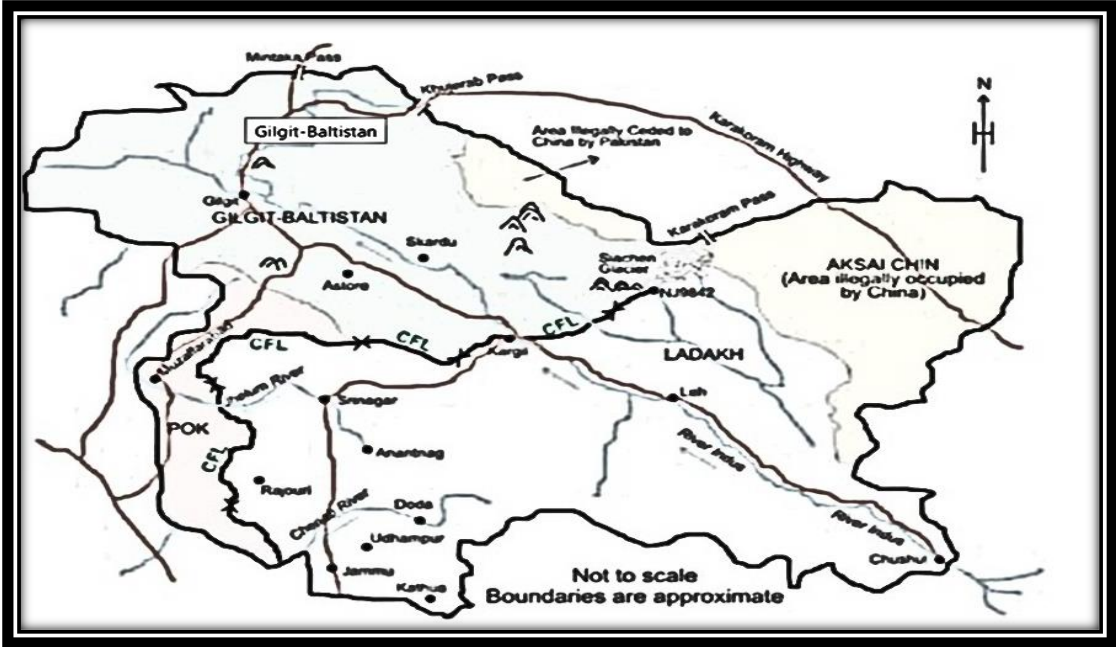 Mintaka Pass
Khunjerab Pass
N
Gilgit-Baltistan
Area Illegally Ceded to
China by Pakistan
Karakoram Highway
Gilgit
GILGIT-BALTISTAN
Karakoram Pass
Skardu
Siachen
Glacier
AKSAI CHIN
(Area illegally occupied
by China)
Astore
NJ9842
CFL
CFL
CFL
Kargil
LADAKH
Muzaffarabad
Jhelum River
Srinagar
Leh
POK
CFL
Anantnag
River Indus
Rajouri
Chenab River
Doda
Udhampur
River Indus
Chushul
Jammu
Kathua
Not to scale
Boundaries are approximate